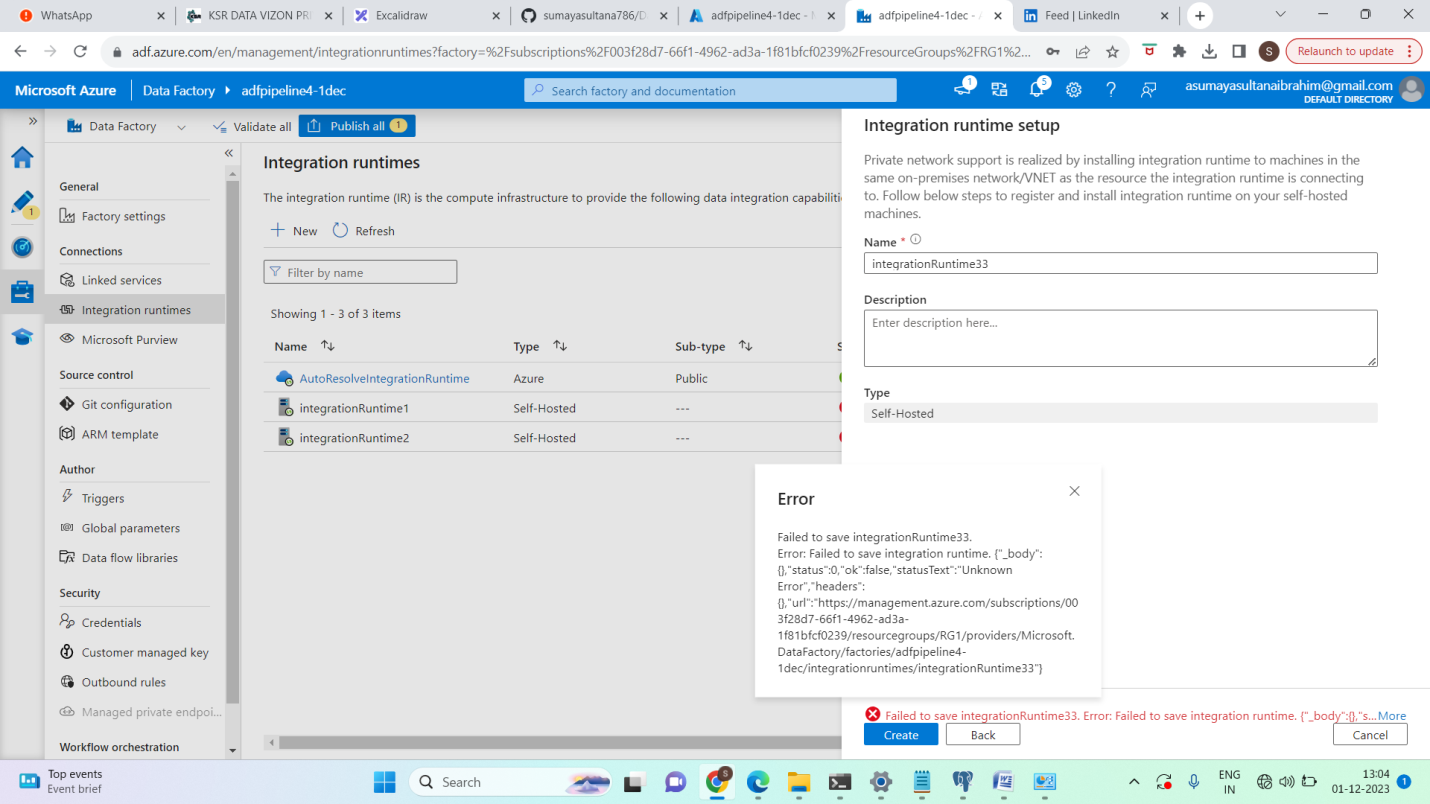 WhatsApp
KSR DATA VIZON PR
Excalidraw
sumayasultana786/D
adfpipeline4-1dec - M
adfpipeline4-1dec - A
Feed | LinkedIn
adf.azure.com/en/management/integrationruntimes?factory=%2Fsubscriptions%2F003f28d7-66f1-4962-ad3a-1f81bfcf0239%2FresourceGroups%2FRG1%2...
S
Relaunch to update
Microsoft Azure
Data Factory
adfpipeline4-1dec
Search factory and documentation
1
5
asumayasultanaibrahim@gmail.com
DEFAULT DIRECTORY
Data Factory
Validate all
Publish all
1
1
General
Factory settings
Connections
Linked services
Integration runtimes
Microsoft Purview
Source control
Git configuration
ARM template
Author
Triggers
Global parameters
Data flow libraries
Security
Credentials
Customer managed key
Outbound rules
Managed private endpoi...
Workflow orchestration
Integration runtimes
The integration runtime (IR) is the compute infrastructure to provide the following data integration capabiliti
New
Refresh
Filter by name
Showing 1 - 3 of 3 items
Name
Type
Sub-type
S
AutoResolveIntegrationRuntime
Azure
Public
integrationRuntime1
Self-Hosted
---
integrationRuntime2
Self-Hosted
---
Integration runtime setup
Private network support is realized by installing integration runtime to machines in the
same on-premises network/VNET as the resource the integration runtime is connecting
to. Follow below steps to register and install integration runtime on your self-hosted
machines.
Name *
integrationRuntime33
Description
Enter description here...
Type
Self-Hosted
Error
Failed to save integrationRuntime33.
Error: Failed to save integration runtime. {"_body":
{},"status":0,"ok":false,"statusText":"Unknown
Error","headers":
{},"url":"https://management.azure.com/subscriptions/00
3f28d7-66f1-4962-ad3a-
1f81bfcf0239/resourcegroups/RG1/providers/Microsoft.
DataFactory/factories/adfpipeline4-
1dec/integrationruntimes/integrationRuntime33"}
Failed to save integrationRuntime33. Error: Failed to save integration runtime. {"_body":{},"s...More
Create
Back
Cancel
Top events
Event brief
Search
S
ENG
IN
13:04
01-12-2023
1